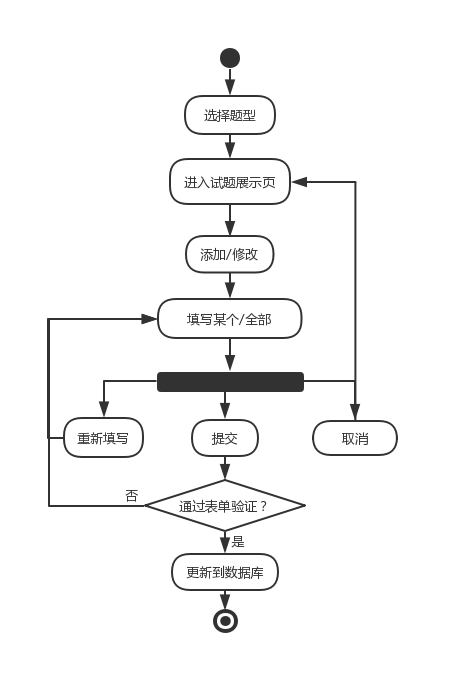 选择题型
进入试题展示页
添加/修改
填写某个/全部
重新填写
提交
取消
通过表单验证？
否
是
更新到数据库